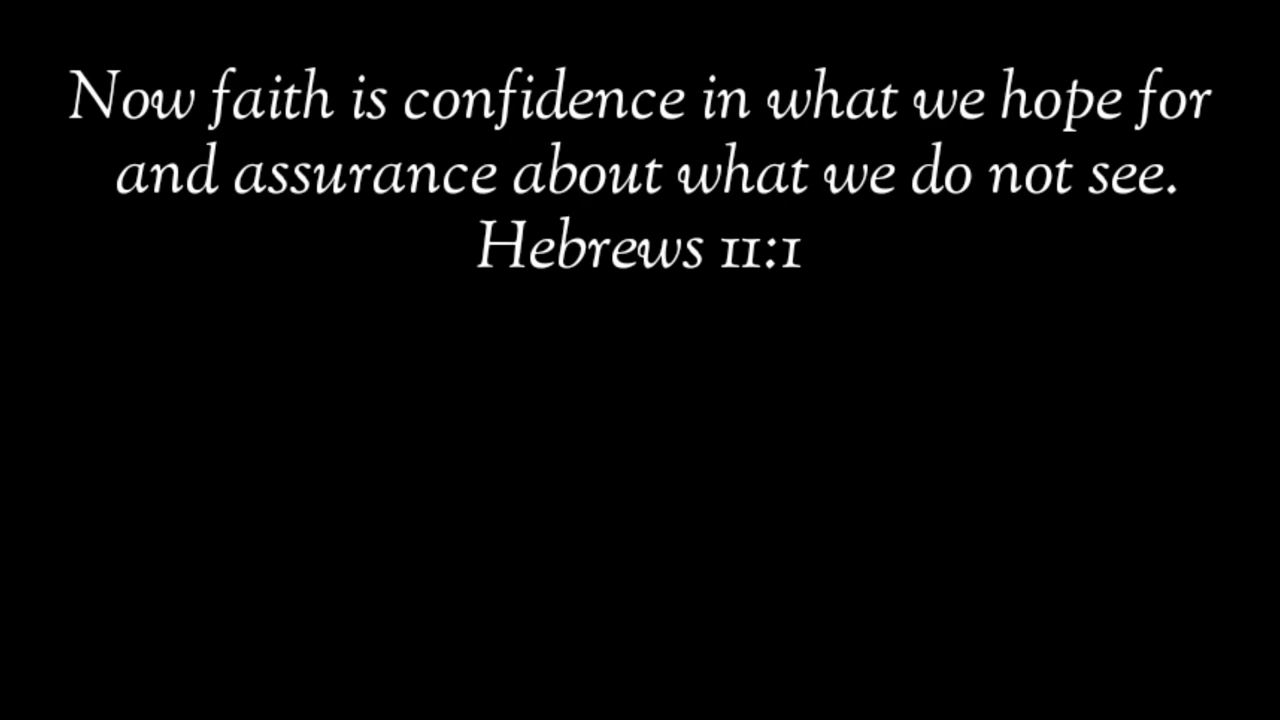 Now faith is confidence in what we hope for
and assurance about what we do not see.
Hebrews 11:1